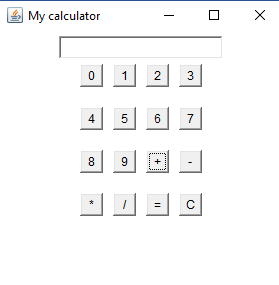 My calculator
0 1 2 3
4 5 6 7
8 9 + -
* / = C